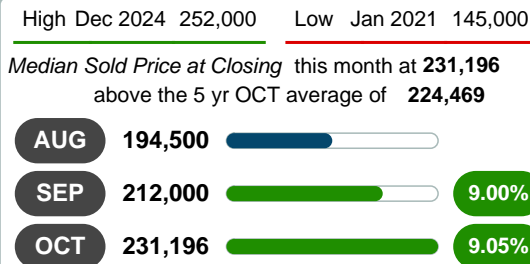 High Dec 2024 252,000 Low Jan 2021 145,000
Median Sold Price at Closing this month at 231,196
above the 5 yr OCT average of 224,469
AUG 194,500
SEP 212,000 9.00%
OCT 231,196 9.05%